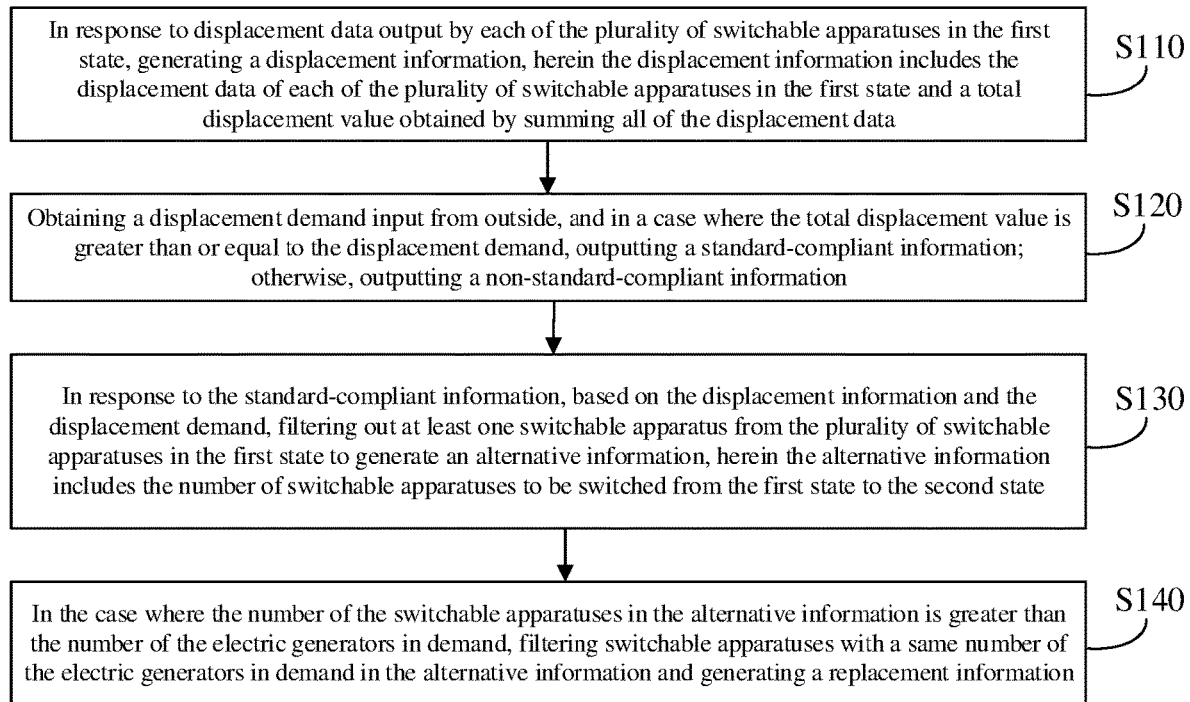 In response to displacement data output by each of the plurality of switchable apparatuses in the first
state, generating a displacement information, herein the displacement information includes the
displacement data of each of the plurality of switchable apparatuses in the first state and a total
displacement value obtained by summing all of the displacement data
S110
Obtaining a displacement demand input from outside, and in a case where the total displacement value is
greater than or equal to the displacement demand, outputting a standard-compliant information;
otherwise, outputting a non-standard-compliant information
S120
In response to the standard-compliant information, based on the displacement information and the
displacement demand, filtering out at least one switchable apparatus from the plurality of switchable
apparatuses in the first state to generate an alternative information, herein the alternative information
includes the number of switchable apparatuses to be switched from the first state to the second state
S130
In the case where the number of the switchable apparatuses in the alternative information is greater than
the number of the electric generators in demand, filtering switchable apparatuses with a same number of
the electric generators in demand in the alternative information and generating a replacement information
S140